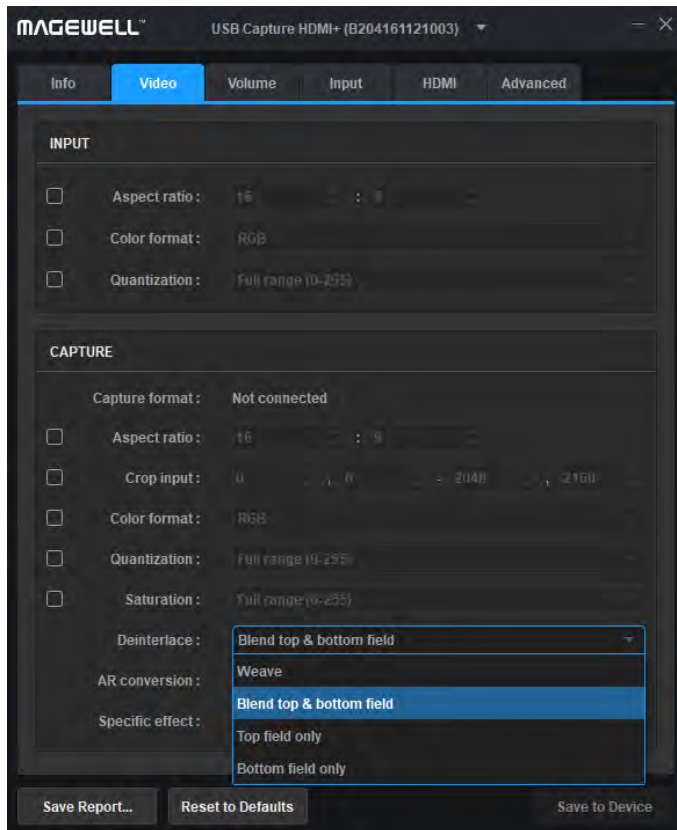 MAGEWELL™ USB Capture HDMI+ (B204161121003)
Info Video Volume Input HDMI Advanced
INPUT
Aspect ratio : 16 : 9
Color format : RGB
Quantization : Full range (0-255)
CAPTURE
Capture format : Not connected
Aspect ratio : 16 : 9
Crop input : 0 , 0 - 2048 , 2160
Color format : RGB
Quantization : Full range (0-255)
Saturation : Full range (0-255)
Deinterlace : Blend top & bottom field
Weave
AR conversion :
Blend top & bottom field
Specific effect :
Top field only
Bottom field only
Save Report... Reset to Defaults Save to Device